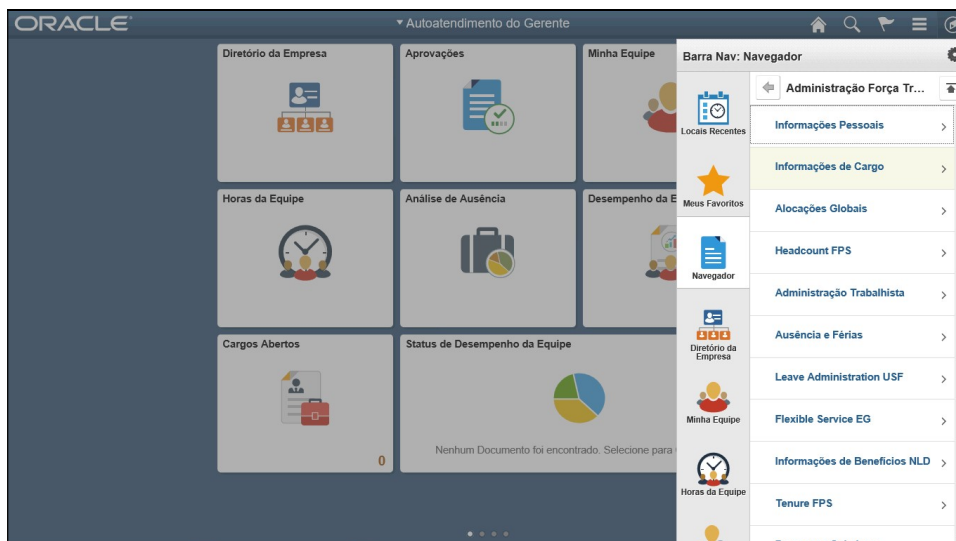 ORACLE
Autoatendimento do Gerente
Diretório da Empresa
Aprovações
Minha Equipe
Horas da Equipe
Análise de Ausência
Desempenho da
Cargos Abertos
0
Status de Desempenho da Equipe
Nenhum Documento foi encontrado. Selecione para
Barra Nav: Navegador
Locais Recentes
Meus Favoritos
Navegador
Diretório da
Empresa
Minha Equipe
Horas da Equipe
Administração Força Tr...
Informações Pessoais
Informações de Cargo
Alocações Globais
Headcount FPS
Administração Trabalhista
Ausência e Férias
Leave Administration USF
Flexible Service EG
Informações de Benefícios NLD
Tenure FPS